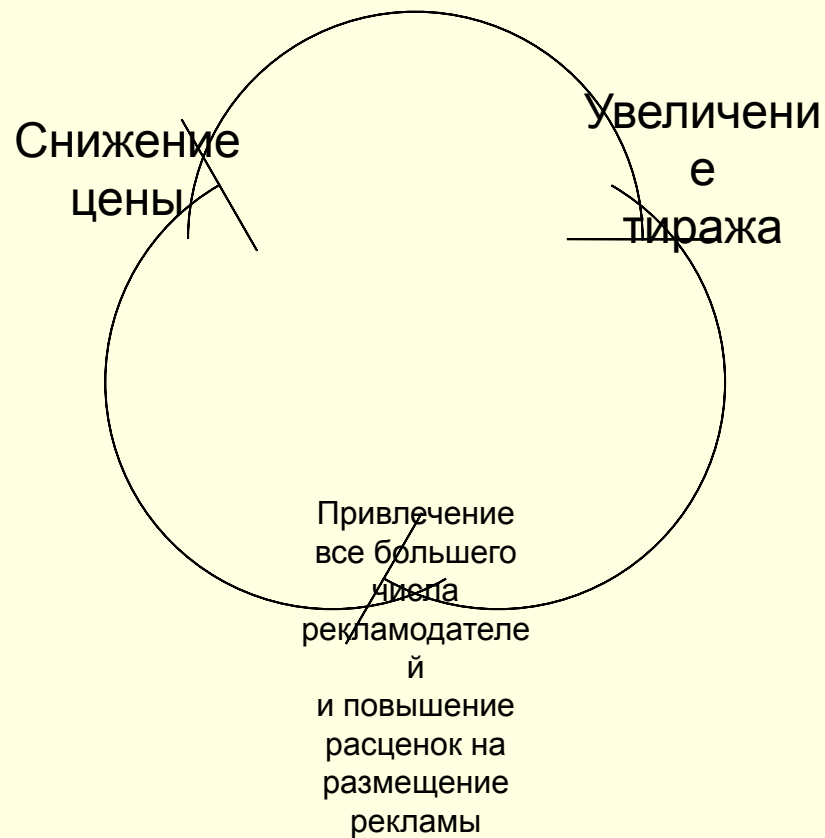 Снижение
цены
Увеличени
е
тиража
Привлечение
все большего
числа
рекламодателе
й
и повышение
расценок на
размещение
рекламы